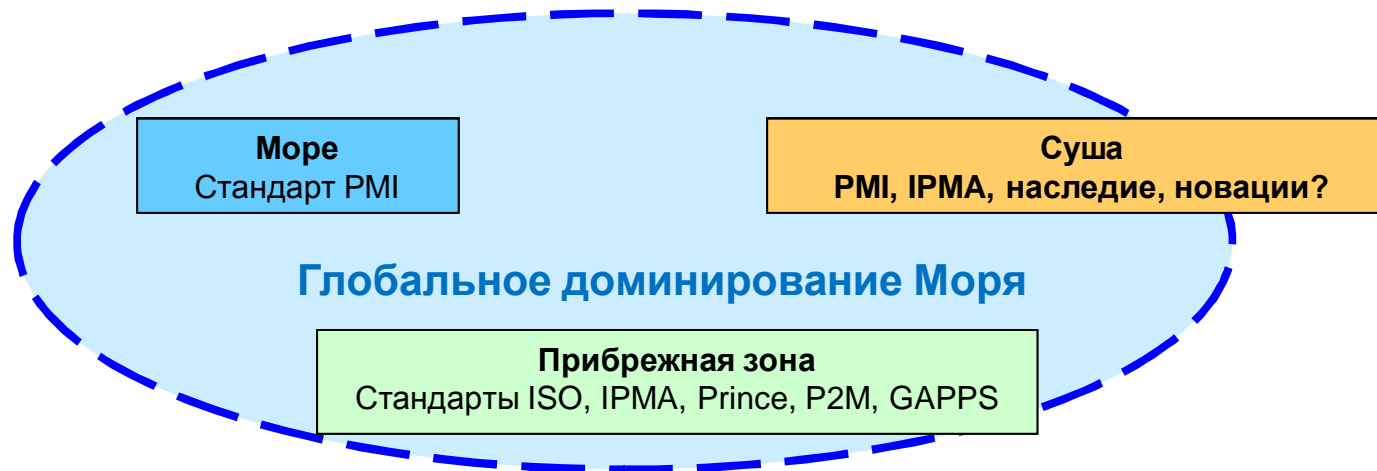 Море
Стандарт PMI
Суша
PMI, IPMA, наследие, новации?
Глобальное доминирование Моря
Прибрежная зона
Стандарты ISO, IPMA, Prince, P2M, GAPPS